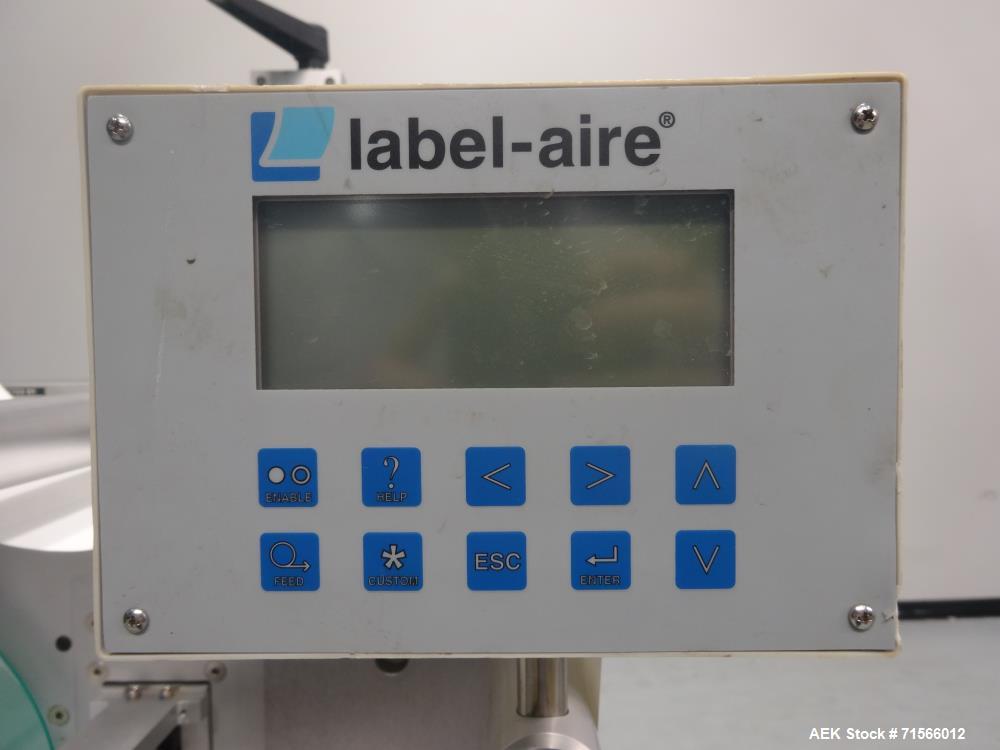 label-aire®
ENABLE
?
HELP
<
>
∧
FEED
*
CUSTOM
ESC
ENTER
∨
AEK Stock #71566012